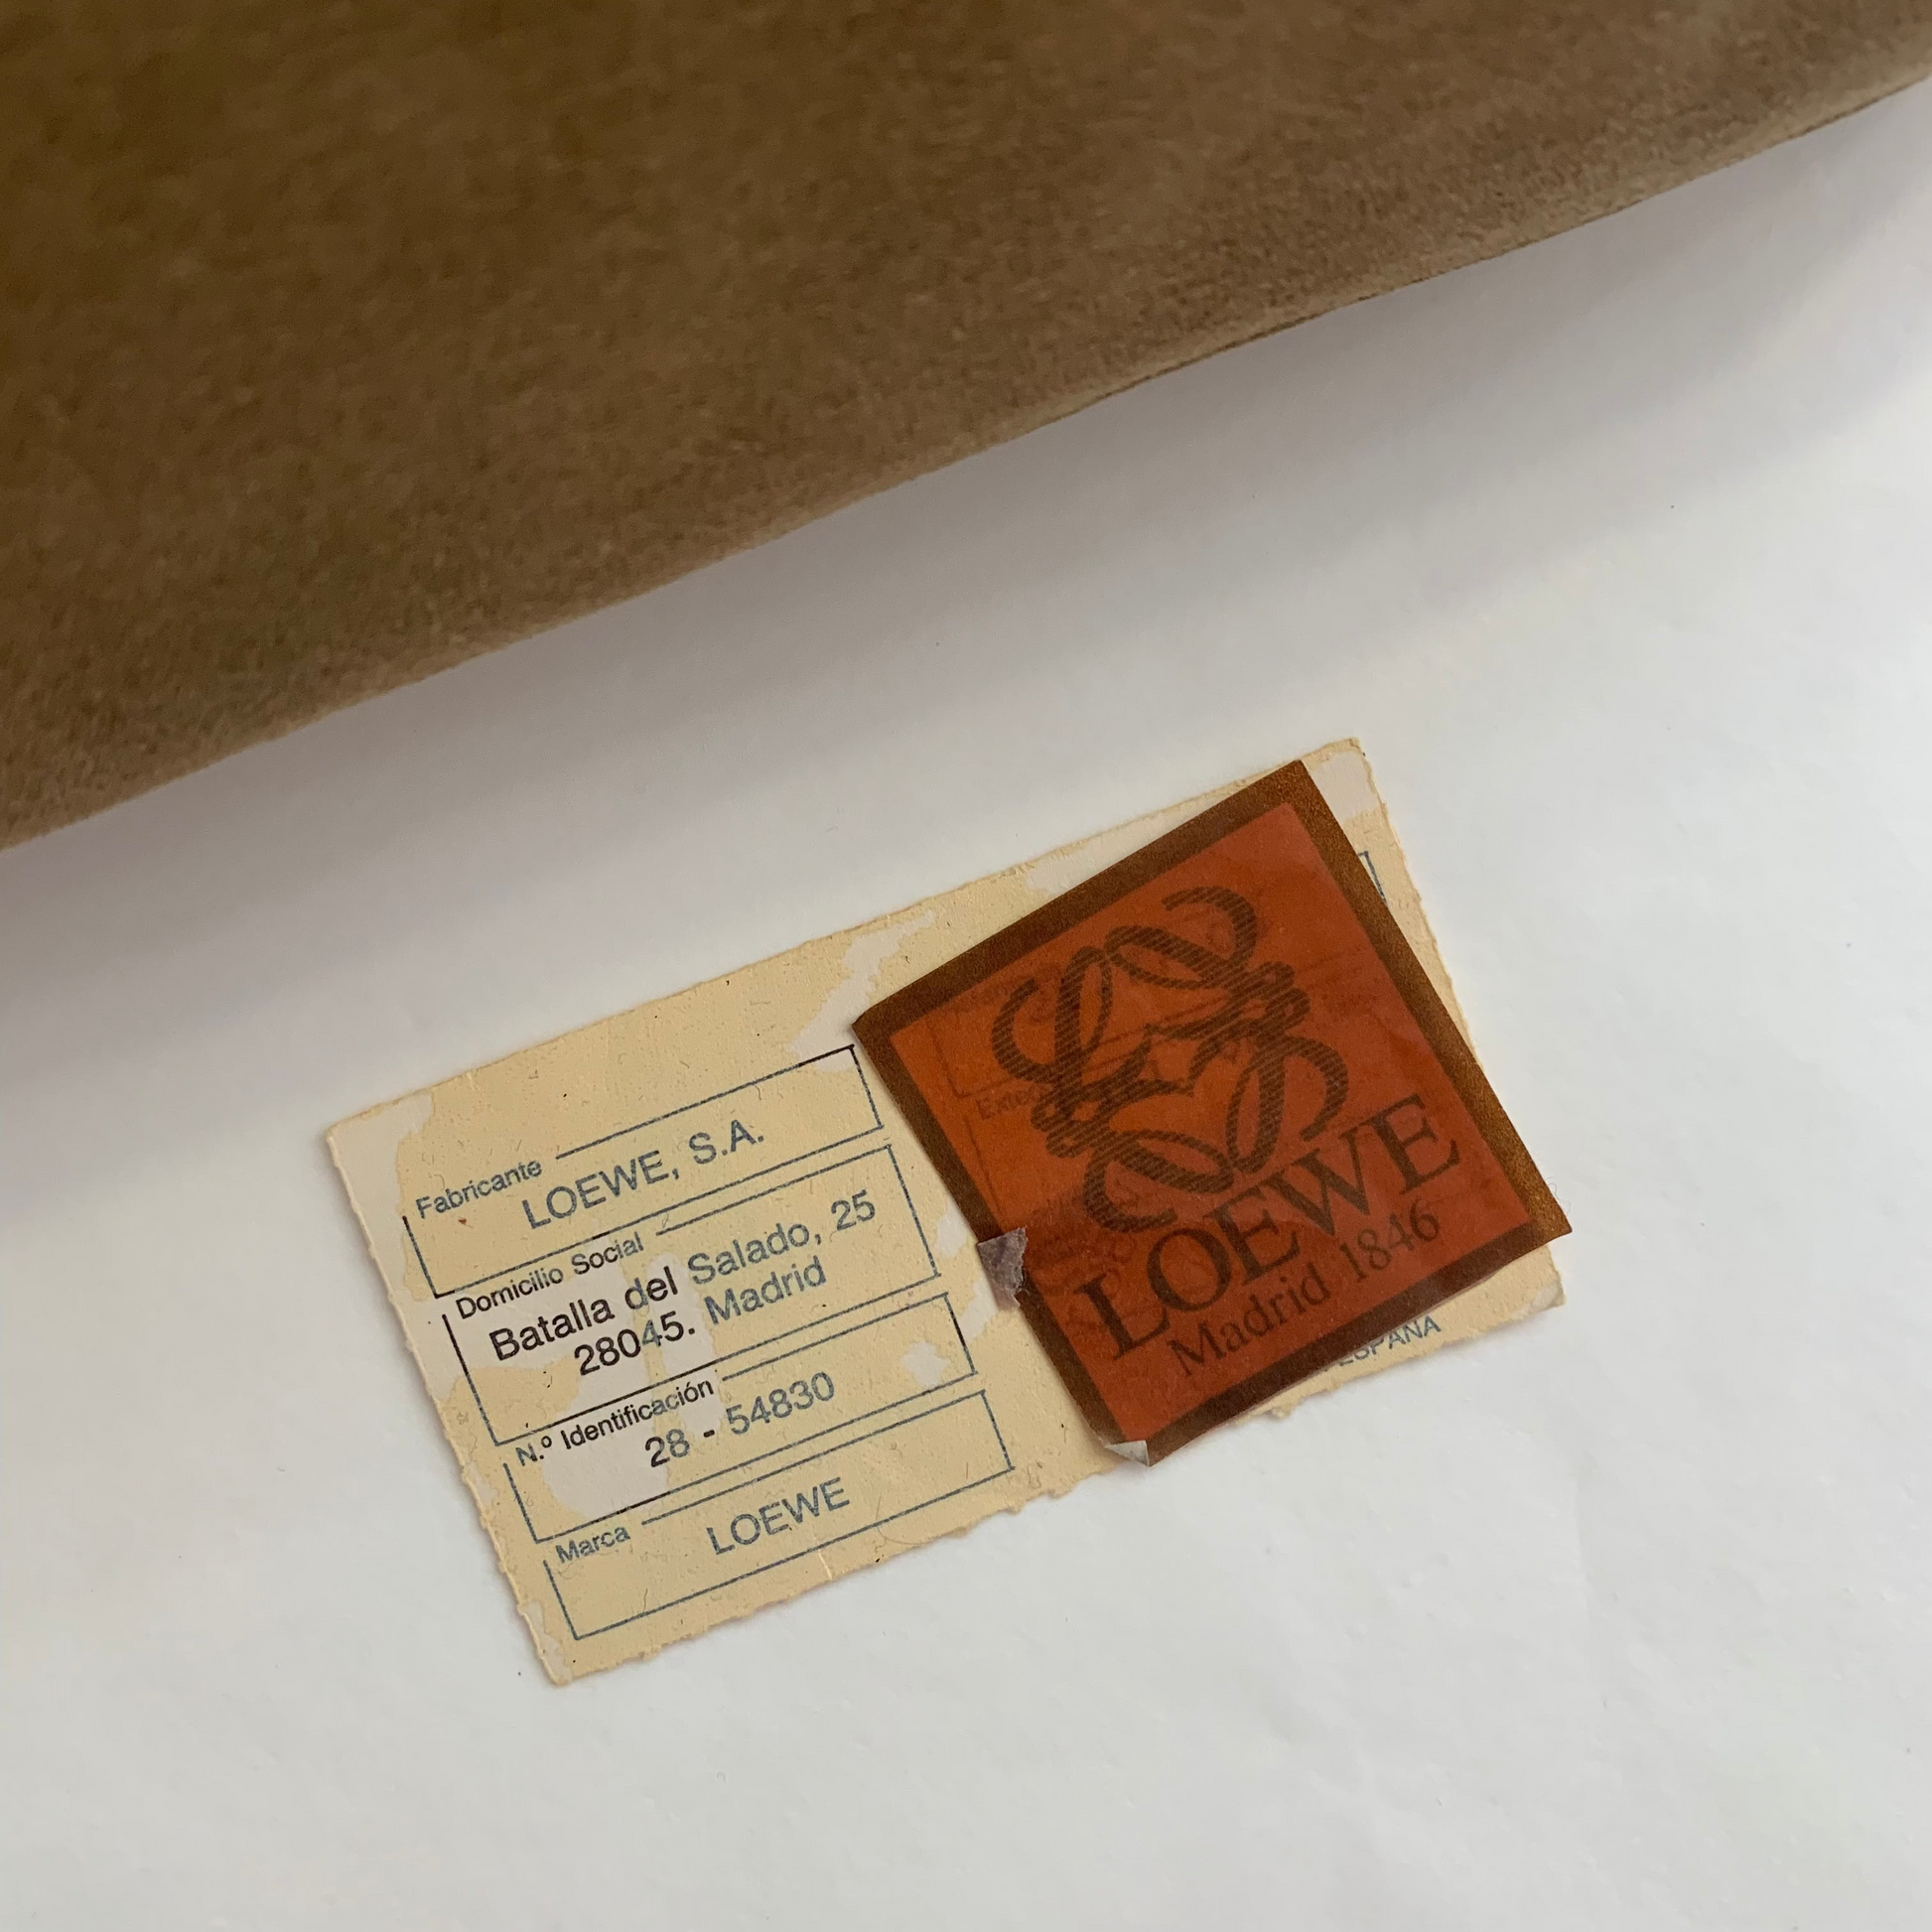 Fabricante
LOEWE, S.A.
Domicilio Social
Batalla del Salado, 25
28045. Madrid
N.º Identificación
28 - 54830
Marca
LOEWE
LOEWE
Madrid 1846
ESPAÑA